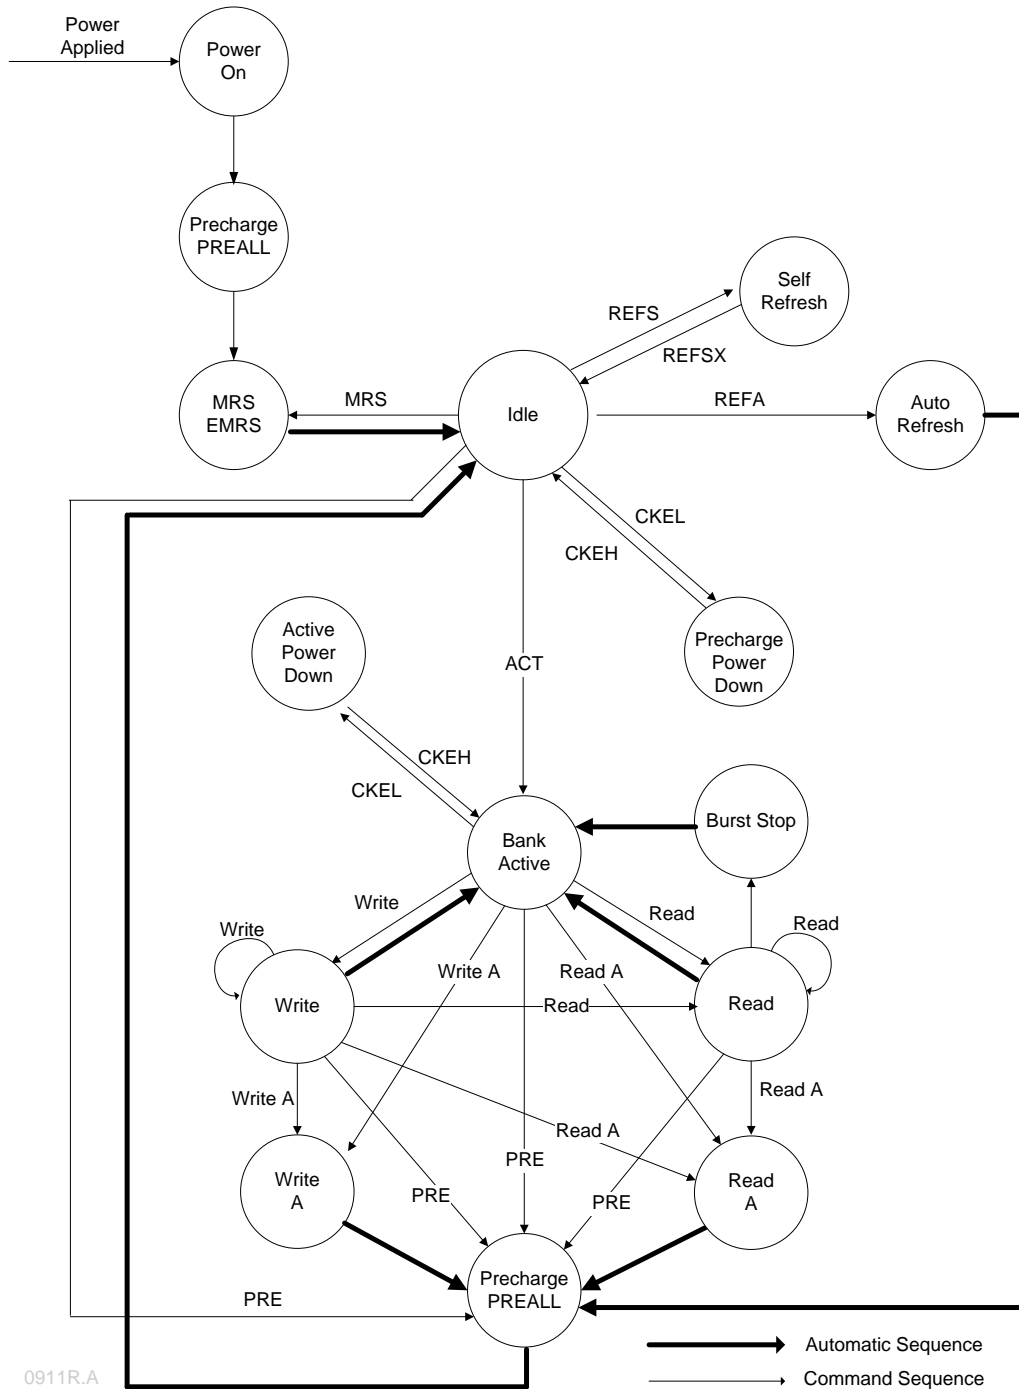 Power
Applied
Power
On
Precharge
PREALL
Self
Refresh
REFS
REFSX
MRS
EMRS
MRS
Idle
REFA
Auto
Refresh
CKEL
CKEH
Active
Power
Down
ACT
Precharge
Power
Down
CKEH
CKEL
Burst Stop
Bank
Active
Write
Read
Write
Read
Write A
Read A
Write
Read
Read
Write A
Read A
Read A
PRE
Write
A
PRE
PRE
Read
A
Precharge
PREALL
PRE
Automatic Sequence
Command Sequence
0911R.A